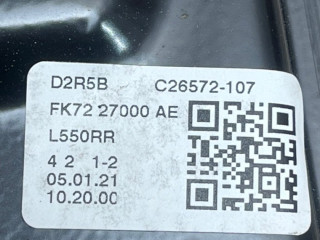 D2R5B C26572-107
FK72 27000 AE
L550RR
4 2 1-2
05.01.21
10.20.00